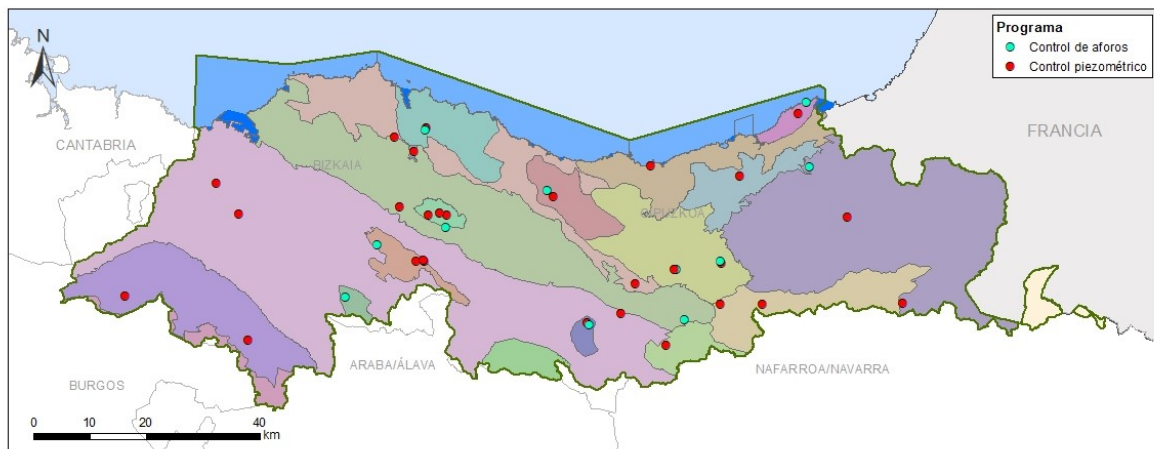 Programa
Control de aforos
Control piezométrico
N
CANTABRIA
BIZKAIA
GIPUZKOA
FRANCIA
BURGOS
ARABA/ÁLAVA
NAFARROA/NAVARRA
0 10 20 40
km